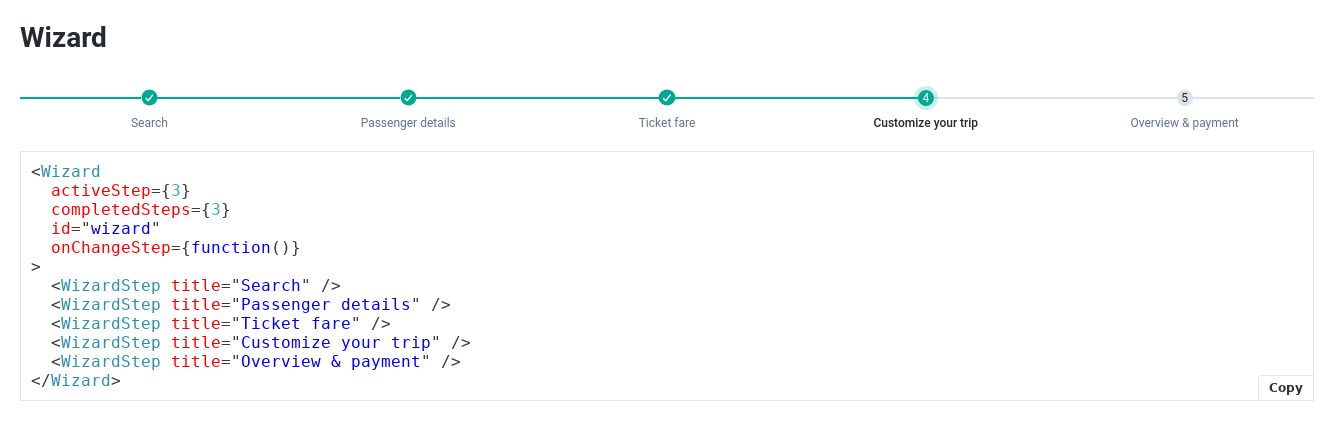 Wizard
4 5
Search Passenger details Ticket fare Customize your trip Overview & payment
<Wizard
  activeStep={3}
  completedSteps={3}
  id="wizard"
  onChangeStep={function()}
>
  <WizardStep title="Search" />
  <WizardStep title="Passenger details" />
  <WizardStep title="Ticket fare" />
  <WizardStep title="Customize your trip" />
  <WizardStep title="Overview & payment" />
</Wizard>
Copy